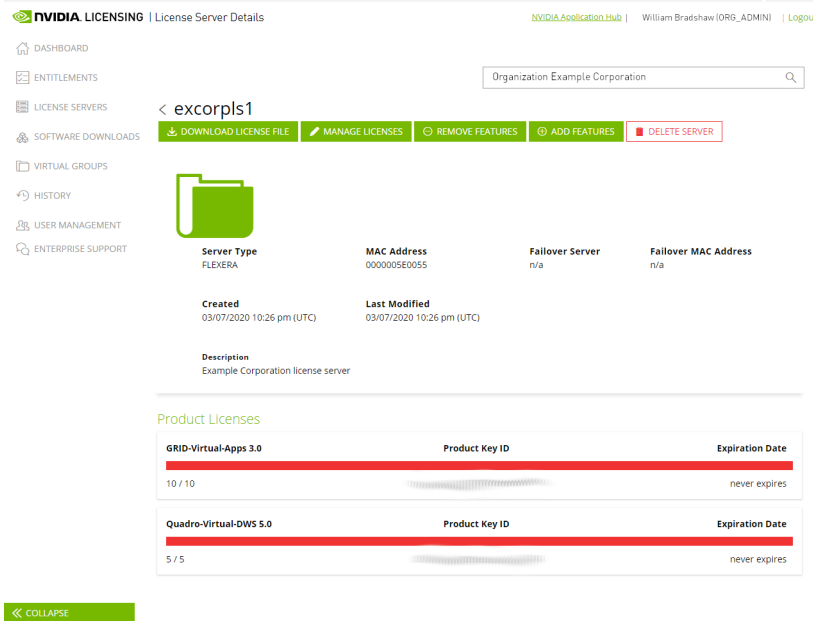 NVIDIA. LICENSING | License Server Details
NVIDIA Application Hub | William Bradshaw (ORG_ADMIN) | Logou
DASHBOARD
ENTITLEMENTS
LICENSE SERVERS
SOFTWARE DOWNLOADS
VIRTUAL GROUPS
HISTORY
USER MANAGEMENT
ENTERPRISE SUPPORT
Organization Example Corporation
< excorpls1
DOWNLOAD LICENSE FILE MANAGE LICENSES REMOVE FEATURES ADD FEATURES DELETE SERVER
Server Type MAC Address Failover Server Failover MAC Address
FLEXERA 0000005E0055 n/a n/a
Created Last Modified
03/07/2020 10:26 pm (UTC) 03/07/2020 10:26 pm (UTC)
Description
Example Corporation license server
Product Licenses
GRID-Virtual-Apps 3.0 Product Key ID Expiration Date
10 / 10 never expires
Quadro-Virtual-DWS 5.0 Product Key ID Expiration Date
5 / 5 never expires
COLLAPSE